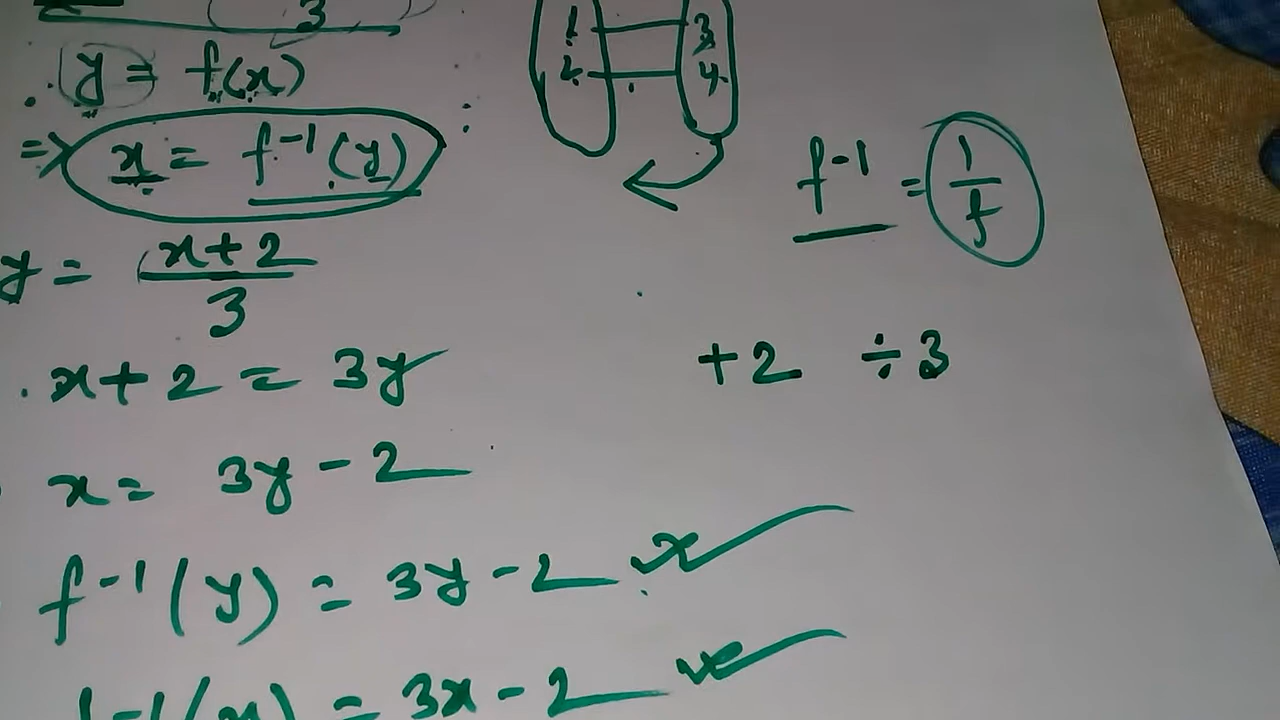 3
∴ y = f(x)
⇒ x = f⁻¹(y)
1 3
2 4
f⁻¹ = 1/f
y = (x+2)/3
x+2 = 3y
+2 ÷3
x = 3y-2
f⁻¹(y) = 3y-2
f⁻¹(x) = 3x-2